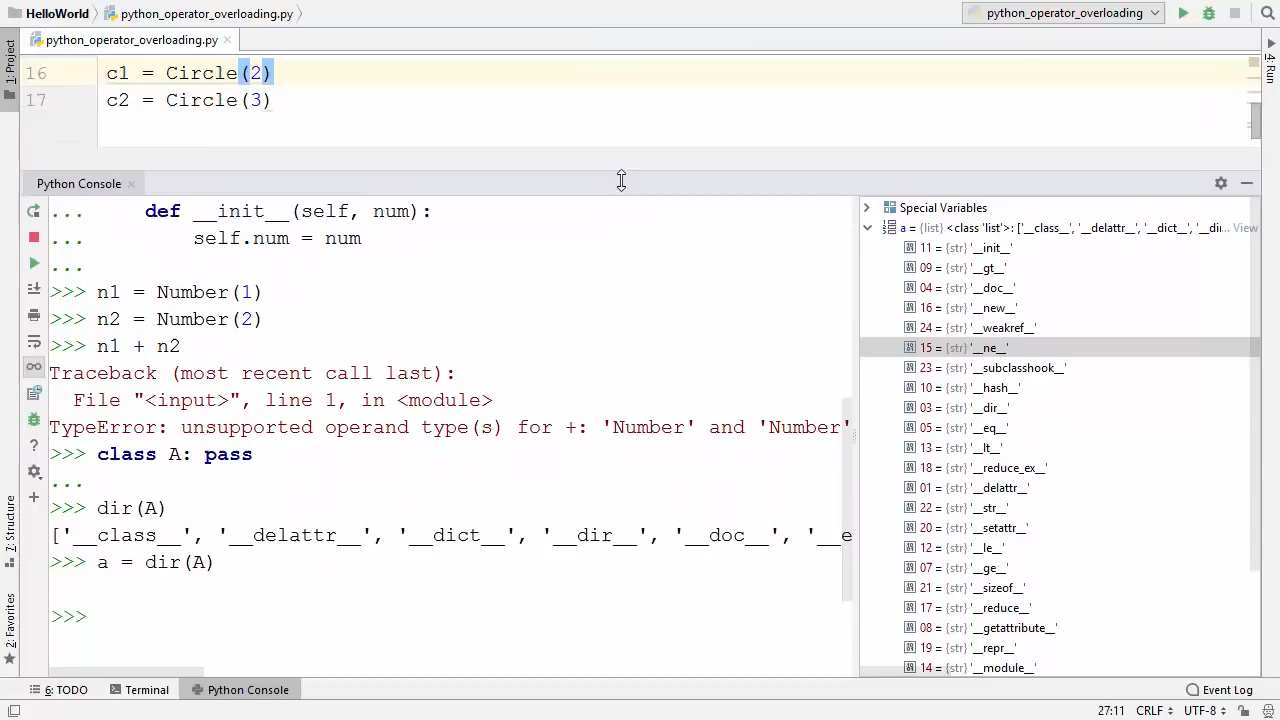 HelloWorld python_operator_overloading.py python_operator_overloading
python_operator_overloading.py
1: Project
4: Run
16 c1 = Circle(2)
17 c2 = Circle(3)
Python Console
... def __init__(self, num):
... self.num = num
...
>>> n1 = Number(1)
>>> n2 = Number(2)
>>> n1 + n2
Traceback (most recent call last):
File "<input>", line 1, in <module>
TypeError: unsupported operand type(s) for +: 'Number' and 'Number'
>>> class A: pass
...
>>> dir(A)
['__class__', '__delattr__', '__dict__', '__dir__', '__doc__', '__e
>>> a = dir(A)
>>>
Special Variables
a = {list} <class 'list'>: ['__class__', '__delattr__', '__dict__', '__di... View
11 = {str} '__init__'
09 = {str} '__gt__'
04 = {str} '__doc__'
16 = {str} '__new__'
24 = {str} '__weakref__'
15 = {str} '__ne__'
23 = {str} '__subclasshook__'
10 = {str} '__hash__'
03 = {str} '__dir__'
05 = {str} '__eq__'
13 = {str} '__lt__'
18 = {str} '__reduce_ex__'
01 = {str} '__delattr__'
22 = {str} '__str__'
20 = {str} '__setattr__'
12 = {str} '__le__'
07 = {str} '__ge__'
21 = {str} '__sizeof__'
17 = {str} '__reduce__'
08 = {str} '__getattribute__'
19 = {str} '__repr__'
14 = {str} '__module__'
7: Structure
2: Favorites
6: TODO Terminal Python Console Event Log
27:11 CRLF UTF-8